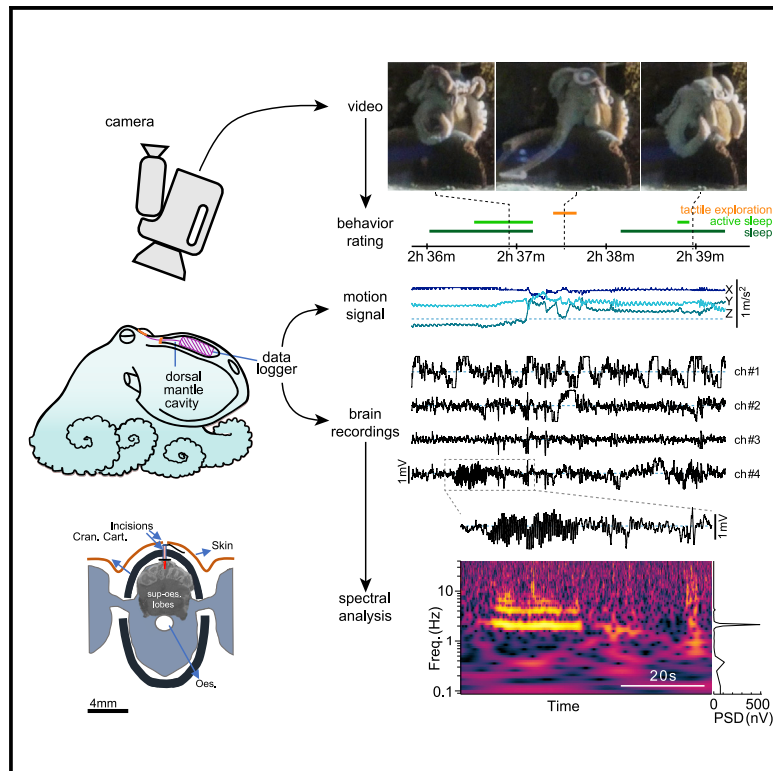 camera
video
behavior
rating
tactile exploration
active sleep
sleep
2h 36m
2h 37m
2h 38m
2h 39m
motion
signal
X
Y
Z
1 m/s²
data
logger
dorsal
mantle
cavity
brain
recordings
ch#1
ch#2
ch#3
ch#4
1mV
1mV
Incisions
Cran. Cart.
Skin
sup-oes.
lobes
Oes.
4mm
spectral
analysis
Freq.(Hz)
10
1
0.1
20s
Time
0 500
PSD(nV)